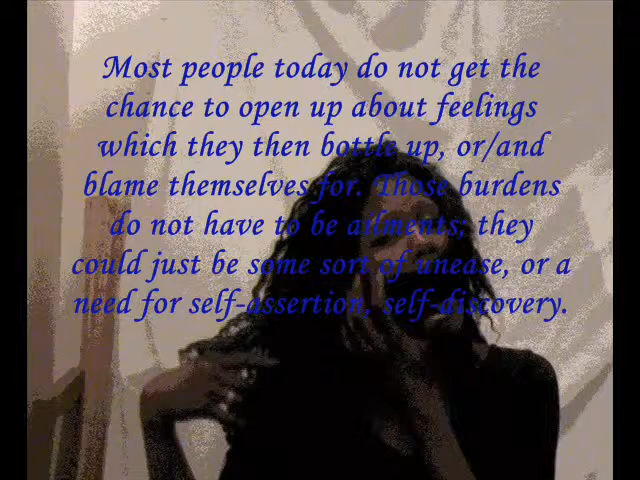 Most people today do not get the
chance to open up about feelings
which they then bottle up, or/and
blame themselves for. Those burdens
do not have to be ailments; they
could just be some sort of unease, or a
need for self-assertion, self-discovery.